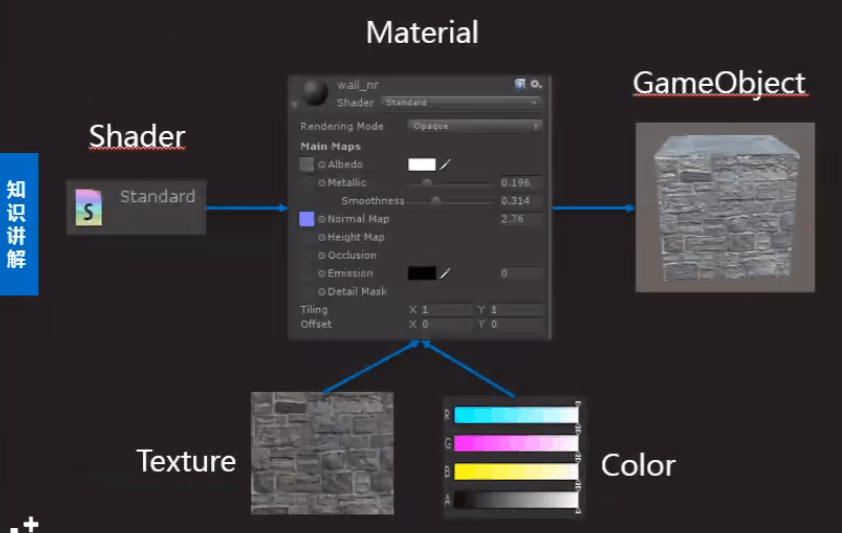 Material
GameObject
Shader
知识讲解
Standard
wall_nr
Shader Standard
Rendering Mode Opaque
Main Maps
Albedo
Metallic 0.196
Smoothness 0.314
Normal Map 2.76
Height Map
Occlusion
Emission 0
Detail Mask
Tiling X 1 Y 1
Offset X 0 Y 0
Texture
R
G
B
A
Color